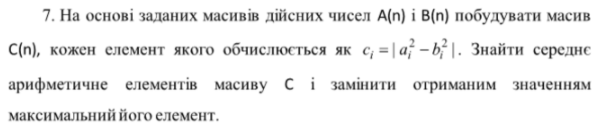 7. На основі заданих масивів дійсних чисел A(n) і B(n) побудувати масив
C(n), кожен елемент якого обчислюється як c_i =| a_i^2 − b_i^2 |. Знайти середнє
арифметичне елементів масиву C і замінити отриманим значенням
максимальний його елемент.